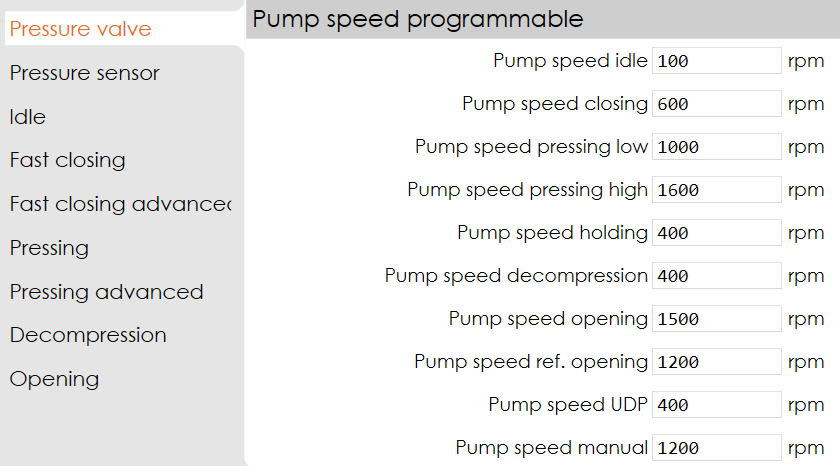 Pressure valve
Pressure sensor
Idle
Fast closing
Fast closing advanced
Pressing
Pressing advanced
Decompression
Opening
Pump speed programmable
Pump speed idle 100 rpm
Pump speed closing 600 rpm
Pump speed pressing low 1000 rpm
Pump speed pressing high 1600 rpm
Pump speed holding 400 rpm
Pump speed decompression 400 rpm
Pump speed opening 1500 rpm
Pump speed ref. opening 1200 rpm
Pump speed UDP 400 rpm
Pump speed manual 1200 rpm